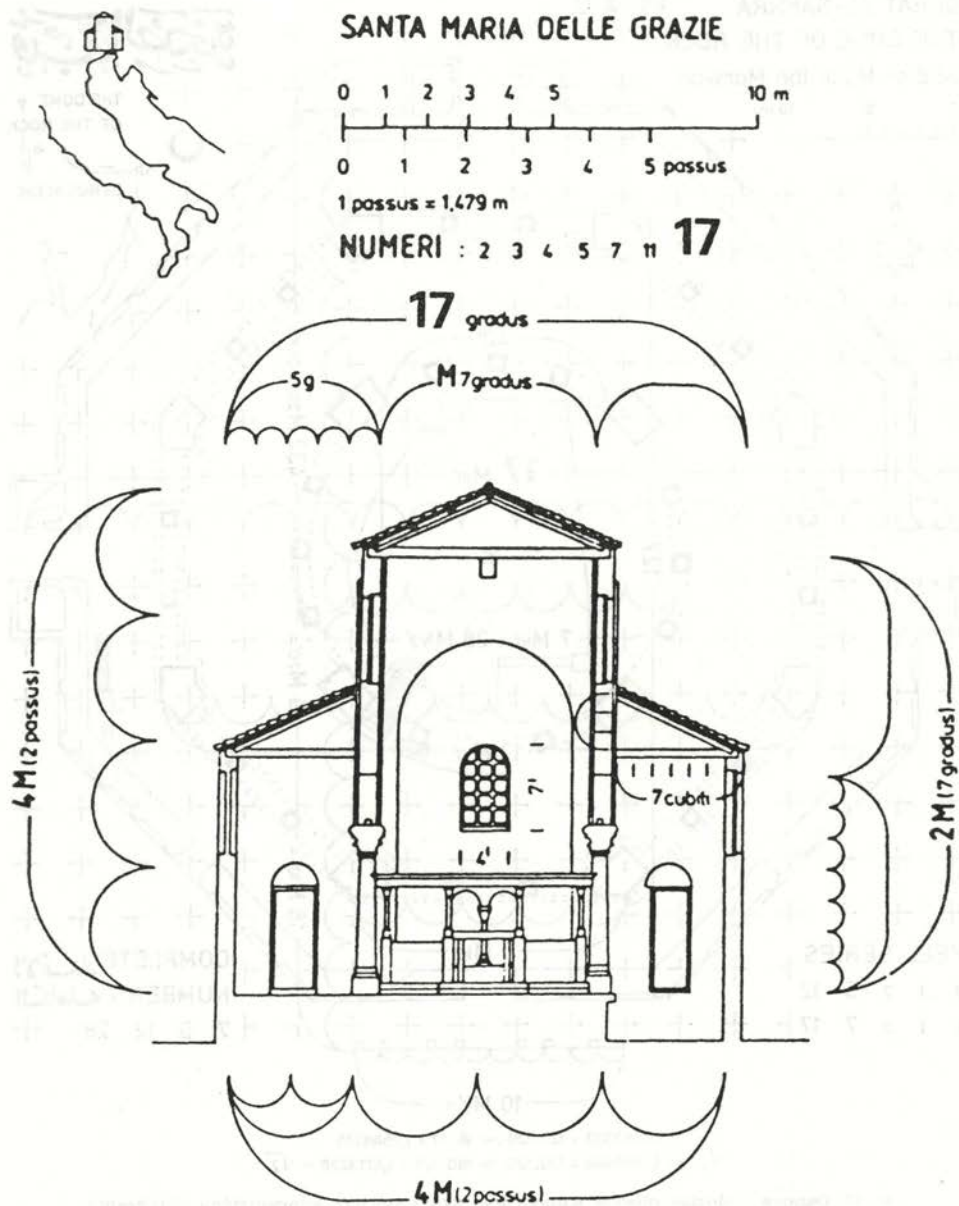 SANTA MARIA DELLE GRAZIE
0 1 2 3 4 5 10 m
0 1 2 3 4 5 passus
1 passus = 1,479 m
NUMERI : 2 3 4 5 7 11 17
17 gradus
5g M 7 gradus
4 M (2 passus)
2 M (17 gradus)
7'
7 cubiti
4'
4 M (2 passus)